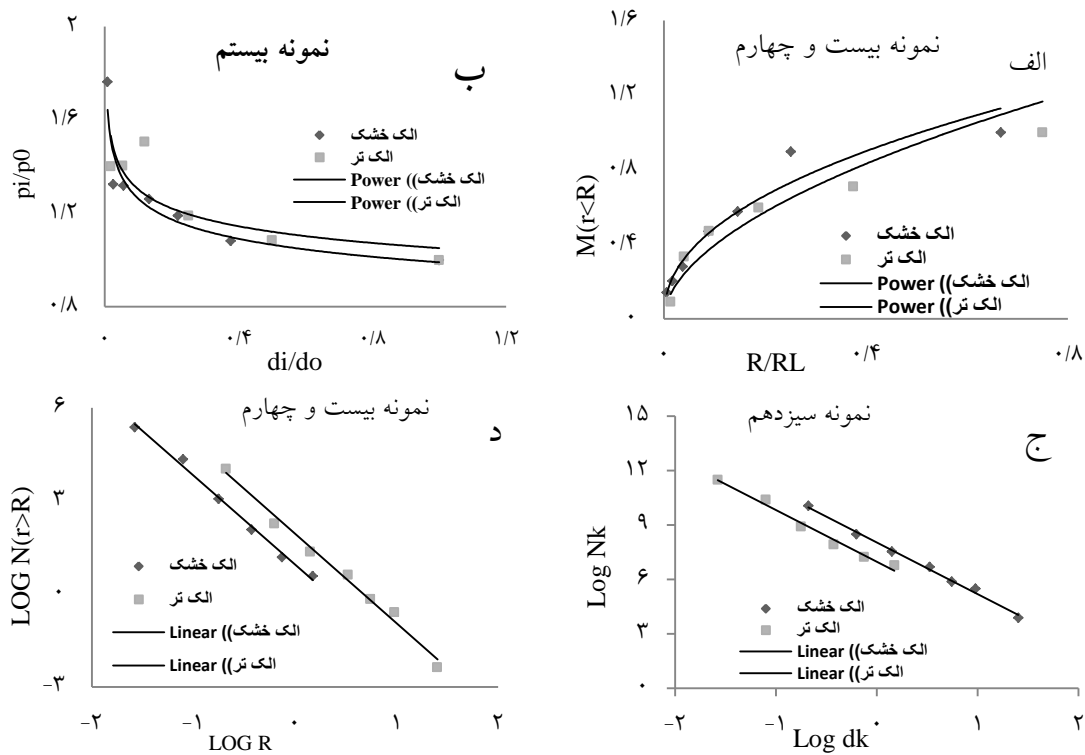 نمونه بیست و چهارم
الف
M(r<R)
۱/۶
۱/۲
۰/۸
۰/۴
۰
۰ ۰/۴ ۰/۸
R/RL
الک خشک
الک تر
Power ((الک خشک
Power ((الک تر
نمونه بیستم
ب
pi/p0
۲
۱/۶
۱/۲
۰/۸
۰ ۰/۴ ۰/۸ ۱/۲
di/do
الک خشک
الک تر
Power ((الک خشک
Power ((الک تر
نمونه سیزدهم
ج
Log Nk
۱۵
۱۲
۹
۶
۳
۰
-۲ -۱ ۰ ۱ ۲
Log dk
الک خشک
الک تر
Linear ((الک خشک
Linear ((الک تر
نمونه بیست و چهارم
د
LOG N(r>R)
۶
۳
۰
-۳
-۲ -۱ ۰ ۱ ۲
LOG R
الک خشک
الک تر
Linear ((الک خشک
Linear ((الک تر